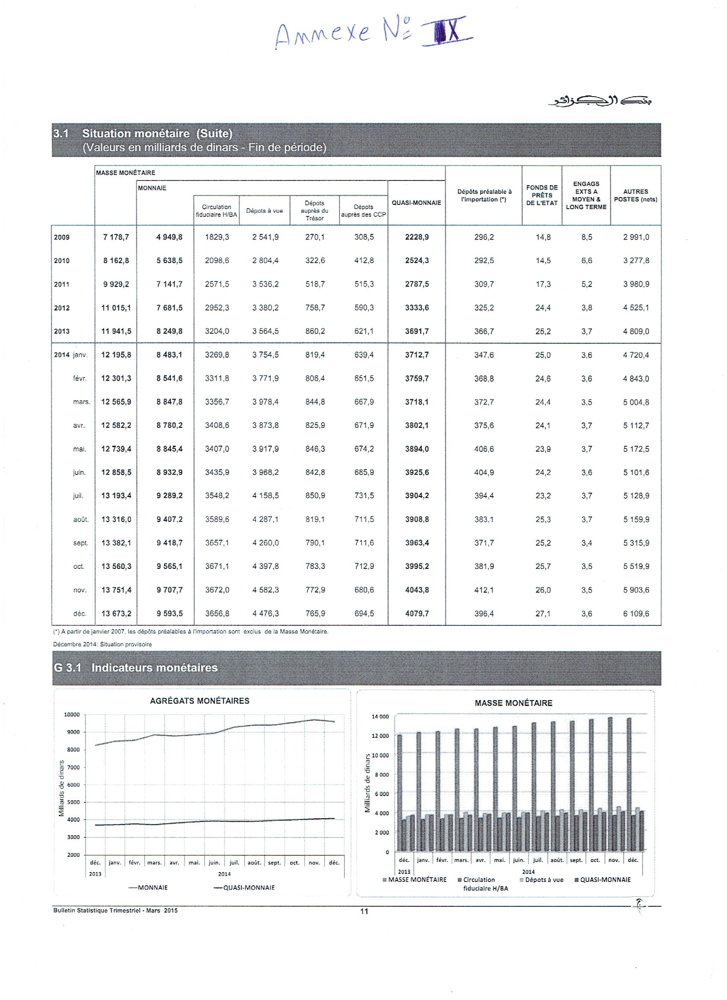 Annexe N° IX
بنك الجزائر
3.1 Situation monétaire (Suite)
(Valeurs en milliards de dinars - Fin de période)
MASSE MONÉTAIRE
MONNAIE
Circulation fiduciaire H/BA
Dépots à vue
Dépots auprès du Trésor
Dépots auprès des CCP
QUASI-MONNAIE
Dépôts préalable à l'importation (*)
FONDS DE PRÊTS DE L'ETAT
ENGAGS EXTS A MOYEN & LONG TERME
AUTRES POSTES (nets)
2009 7 178,7 4 949,8 1829,3 2 541,9 270,1 308,5 2228,9 296,2 14,8 8,5 2 991,0
2010 8 162,8 5 638,5 2098,6 2 804,4 322,6 412,8 2524,3 292,5 14,5 6,6 3 277,8
2011 9 929,2 7 141,7 2571,5 3 536,2 518,7 515,3 2787,5 309,7 17,3 5,2 3 980,9
2012 11 015,1 7 681,5 2952,3 3 380,2 758,7 590,3 3333,6 325,2 24,4 3,8 4 525,1
2013 11 941,5 8 249,8 3204,0 3 564,5 860,2 621,1 3691,7 366,7 25,2 3,7 4 809,0
2014 janv. 12 195,8 8 483,1 3269,8 3 754,5 819,4 639,4 3712,7 347,6 25,0 3,6 4 720,4
févr. 12 301,3 8 541,6 3311,8 3 771,9 806,4 651,5 3759,7 368,8 24,6 3,6 4 843,0
mars. 12 565,9 8 847,8 3356,7 3 978,4 844,8 667,9 3718,1 372,7 24,4 3,5 5 004,8
avr. 12 582,2 8 780,2 3408,6 3 873,8 825,9 671,9 3802,1 375,6 24,1 3,7 5 112,7
mai. 12 739,4 8 845,4 3407,0 3 917,9 846,3 674,2 3894,0 406,6 23,9 3,7 5 172,5
juin. 12 858,5 8 932,9 3435,9 3 968,2 842,8 685,9 3925,6 404,9 24,2 3,6 5 101,6
juil. 13 193,4 9 289,2 3548,2 4 158,5 850,9 731,5 3904,2 394,4 23,2 3,7 5 128,9
août. 13 316,0 9 407,2 3589,6 4 287,1 819,1 711,5 3908,8 383,1 25,3 3,7 5 159,9
sept. 13 382,1 9 418,7 3657,1 4 260,0 790,1 711,6 3963,4 371,7 25,2 3,4 5 315,9
oct. 13 560,3 9 565,1 3671,1 4 397,8 783,3 712,9 3995,2 381,9 25,7 3,5 5 519,9
nov. 13 751,4 9 707,7 3672,0 4 582,3 772,9 680,6 4043,8 412,1 26,0 3,5 5 903,6
déc. 13 673,2 9 593,5 3656,8 4 476,3 765,9 694,5 4079,7 396,4 27,1 3,6 6 109,6
(*) A partir de janvier 2007, les dépôts préalables à l'importation sont exclus de la Masse Monétaire.
Décembre 2014: Situation provisoire
G 3.1 Indicateurs monétaires
AGRÉGATS MONÉTAIRES
Milliards de dinars
10000
9000
8000
7000
6000
5000
4000
3000
2000
déc. janv. févr. mars. avr. mai. juin. juil. août. sept. oct. nov. déc.
2013 2014
MONNAIE QUASI-MONNAIE
MASSE MONÉTAIRE
Milliards de dinars
14 000
12 000
10 000
8 000
6 000
4 000
2 000
0
déc. janv. févr. mars. avr. mai. juin. juil. août. sept. oct. nov. déc.
2013 2014
MASSE MONÉTAIRE Circulation Dépots à vue QUASI-MONNAIE
fiduciaire H/BA
Bulletin Statistique Trimestriel - Mars 2015 11